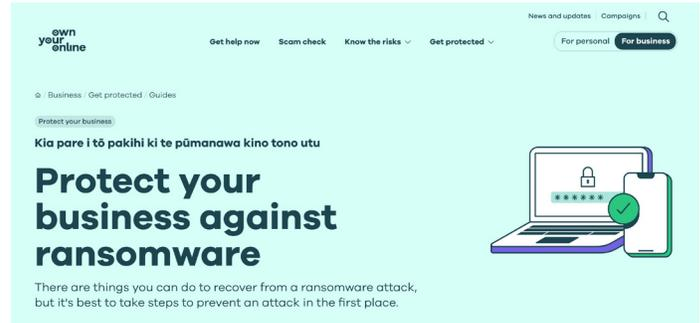 News and updates
Campaigns
own
your
online
Get help now
Scam check
Know the risks
Get protected
For personal
For business
/ Business / Get protected / Guides
Protect your business
Kia pare i tō pakihi ki te pūmanawa kino tono utu
Protect your
business against
ransomware
There are things you can do to recover from a ransomware attack,
but it's best to take steps to prevent an attack in the first place.
******